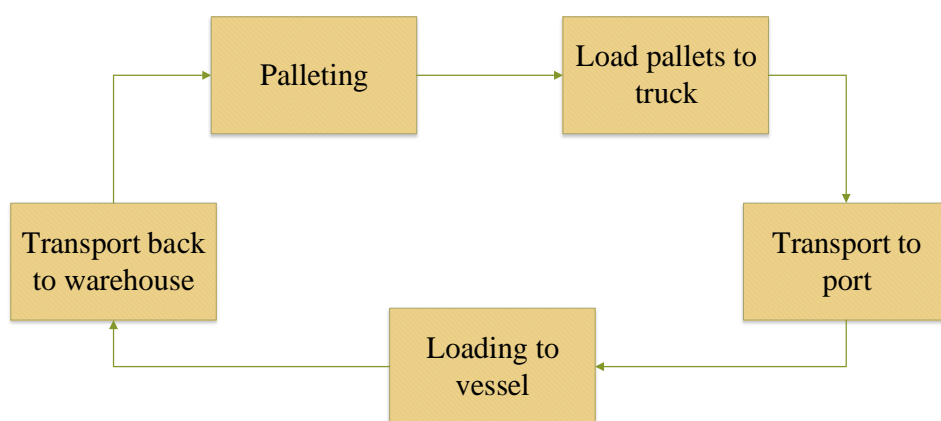 Palleting
Load pallets to
truck
Transport back
to warehouse
Transport to
port
Loading to
vessel